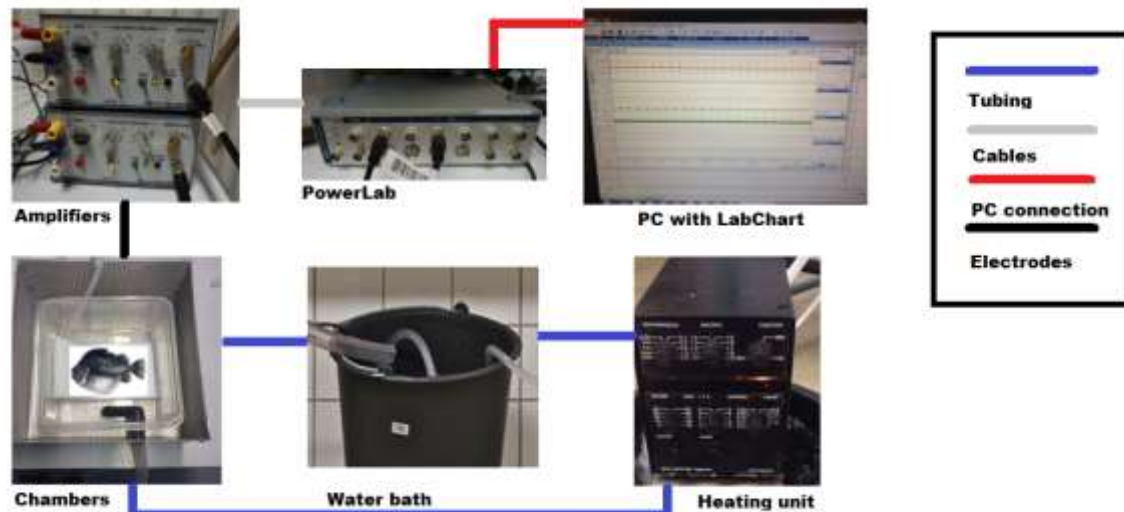 Amplifiers
PowerLab
PC with LabChart
Tubing
Cables
PC connection
Electrodes
Chambers
Water bath
Heating unit